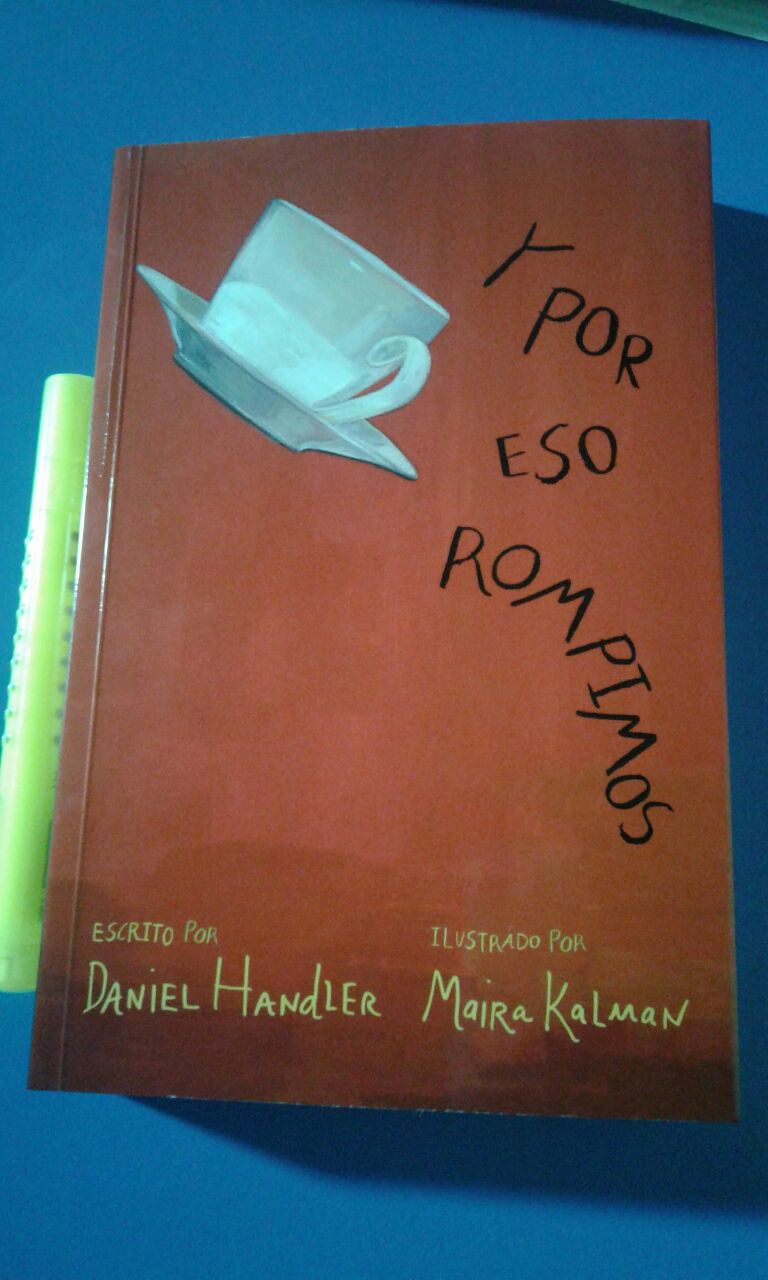 Y
POR
ESO
ROMPIMOS
ESCRITO POR
DANIEL HANDLER
ILUSTRADO POR
MaiRa KaLMaN